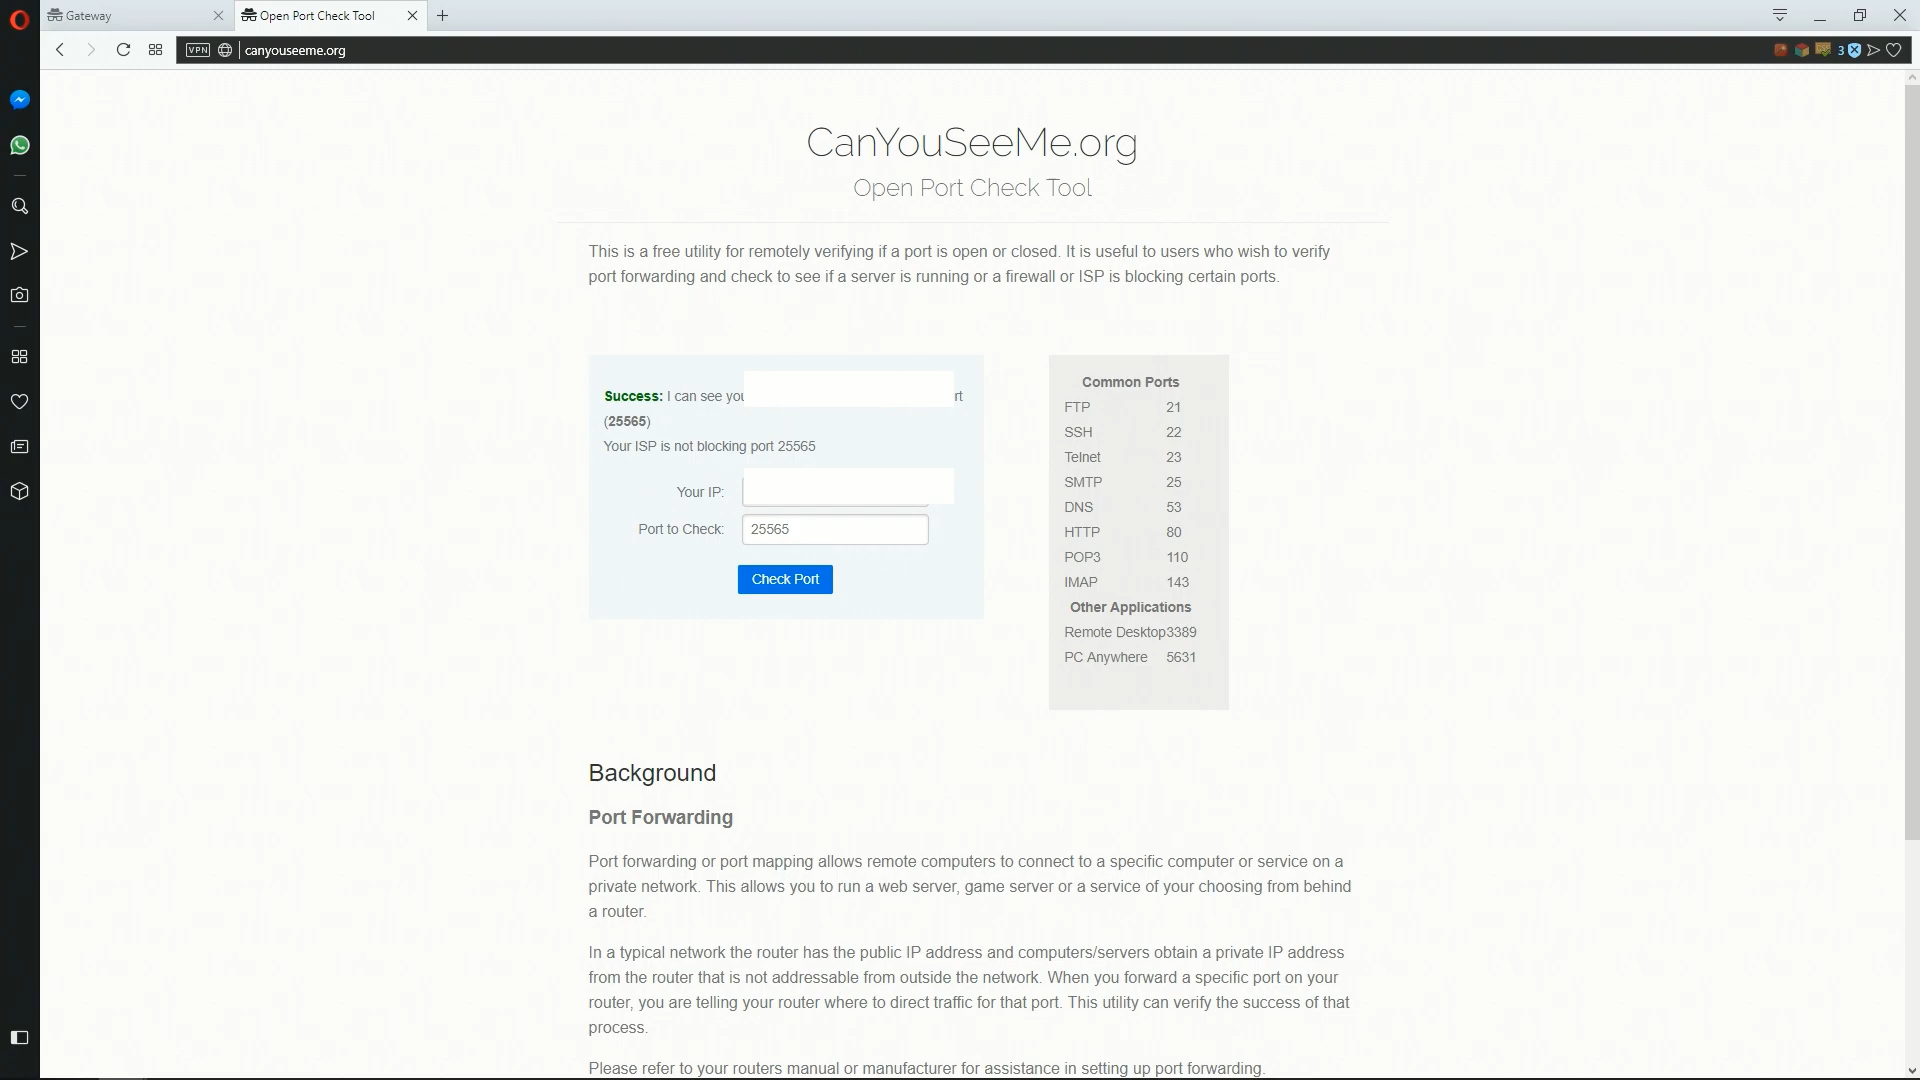 Gateway
Open Port Check Tool
VPN
canyouseeme.org
3
CanYouSeeMe.org
Open Port Check Tool
This is a free utility for remotely verifying if a port is open or closed. It is useful to users who wish to verify
port forwarding and check to see if a server is running or a firewall or ISP is blocking certain ports.
Success: I can see you rt
(25565)
Your ISP is not blocking port 25565
Your IP:
Port to Check: 25565
Check Port
Common Ports
FTP 21
SSH 22
Telnet 23
SMTP 25
DNS 53
HTTP 80
POP3 110
IMAP 143
Other Applications
Remote Desktop 3389
PC Anywhere 5631
Background
Port Forwarding
Port forwarding or port mapping allows remote computers to connect to a specific computer or service on a
private network. This allows you to run a web server, game server or a service of your choosing from behind
a router.
In a typical network the router has the public IP address and computers/servers obtain a private IP address
from the router that is not addressable from outside the network. When you forward a specific port on your
router, you are telling your router where to direct traffic for that port. This utility can verify the success of that
process.
Please refer to your routers manual or manufacturer for assistance in setting up port forwarding.